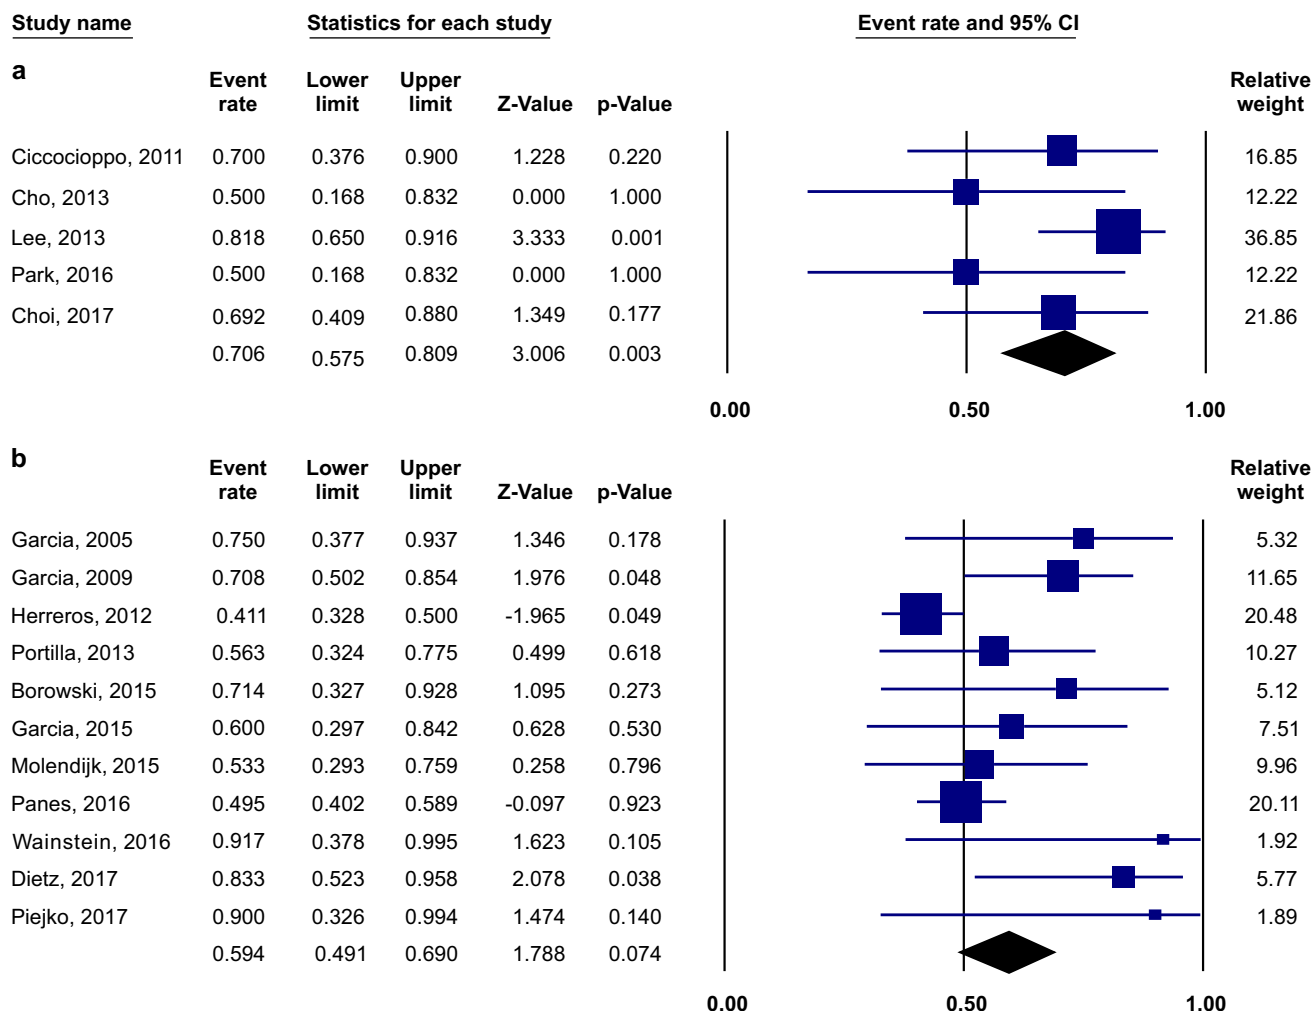 Study name Statistics for each study Event rate and 95% CI
a
Event rate Lower limit Upper limit Z-Value p-Value Relative weight
Ciccocioppo, 2011 0.700 0.376 0.900 1.228 0.220 16.85
Cho, 2013 0.500 0.168 0.832 0.000 1.000 12.22
Lee, 2013 0.818 0.650 0.916 3.333 0.001 36.85
Park, 2016 0.500 0.168 0.832 0.000 1.000 12.22
Choi, 2017 0.692 0.409 0.880 1.349 0.177 21.86
0.706 0.575 0.809 3.006 0.003
0.00 0.50 1.00
b
Event rate Lower limit Upper limit Z-Value p-Value Relative weight
Garcia, 2005 0.750 0.377 0.937 1.346 0.178 5.32
Garcia, 2009 0.708 0.502 0.854 1.976 0.048 11.65
Herreros, 2012 0.411 0.328 0.500 -1.965 0.049 20.48
Portilla, 2013 0.563 0.324 0.775 0.499 0.618 10.27
Borowski, 2015 0.714 0.327 0.928 1.095 0.273 5.12
Garcia, 2015 0.600 0.297 0.842 0.628 0.530 7.51
Molendijk, 2015 0.533 0.293 0.759 0.258 0.796 9.96
Panes, 2016 0.495 0.402 0.589 -0.097 0.923 20.11
Wainstein, 2016 0.917 0.378 0.995 1.623 0.105 1.92
Dietz, 2017 0.833 0.523 0.958 2.078 0.038 5.77
Piejko, 2017 0.900 0.326 0.994 1.474 0.140 1.89
0.594 0.491 0.690 1.788 0.074
0.00 0.50 1.00